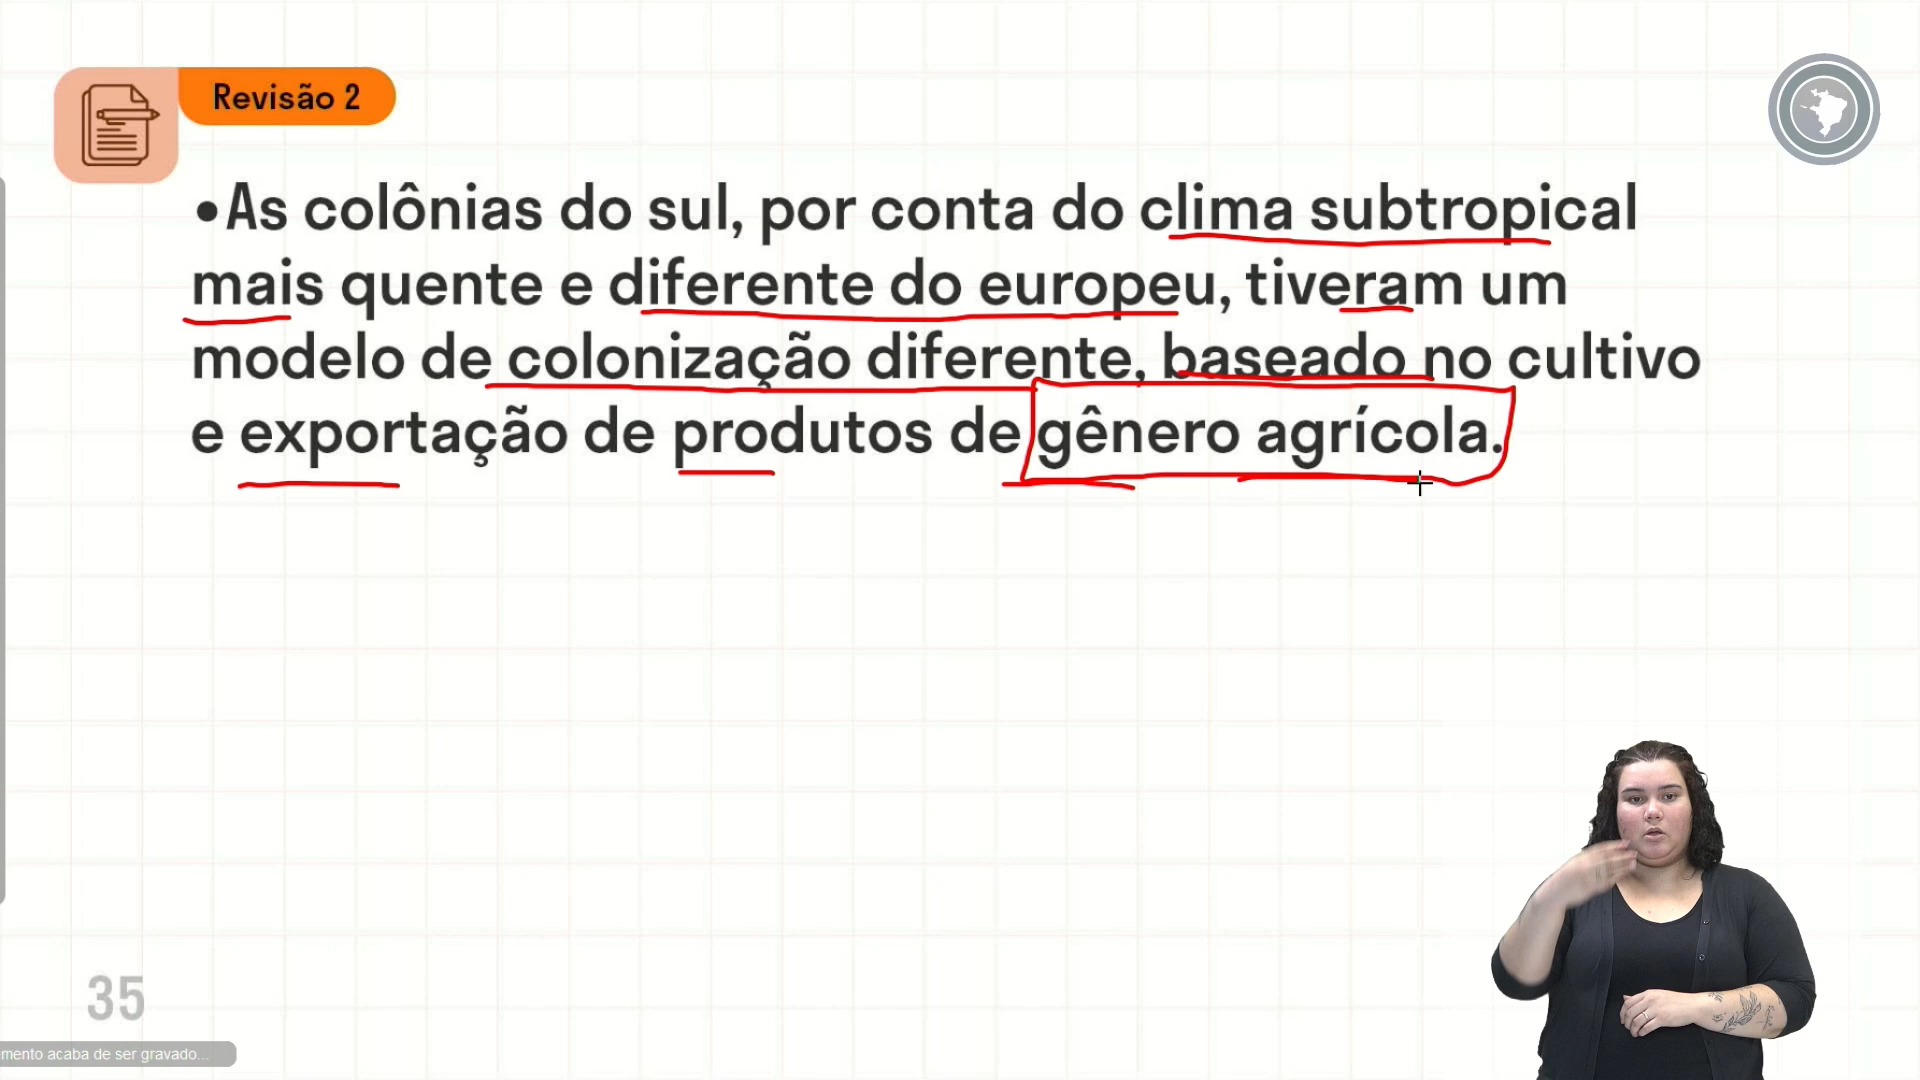 Revisão 2
•As colônias do sul, por conta do clima subtropical
mais quente e diferente do europeu, tiveram um
modelo de colonização diferente, baseado no cultivo
e exportação de produtos de gênero agrícola.
35
mento acaba de ser gravado...